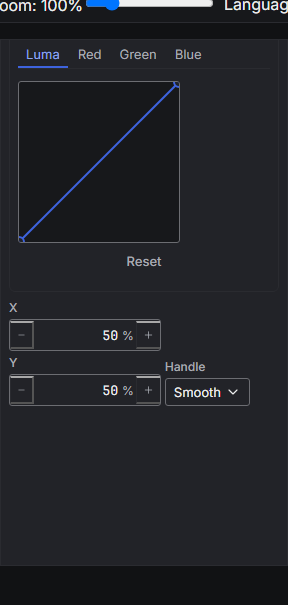 oom: 100% Languag
Luma Red Green Blue
Reset
X
− 50 % +
Y
Handle
− 50 % +
Smooth